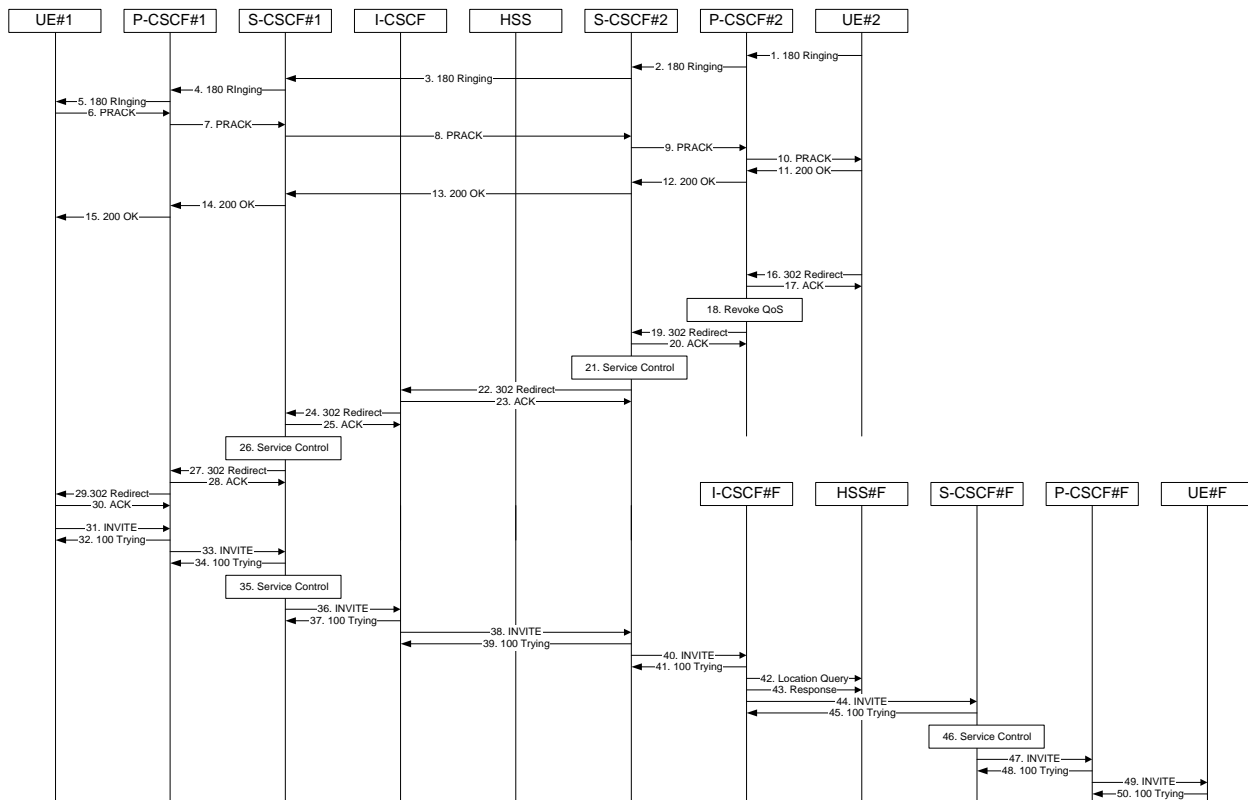 UE#1
P-CSCF#1
S-CSCF#1
I-CSCF
HSS
S-CSCF#2
P-CSCF#2
UE#2
1. 180 Ringing
2. 180 Ringing
3. 180 Ringing
4. 180 RInging
5. 180 RInging
6. PRACK
7. PRACK
8. PRACK
9. PRACK
10. PRACK
11. 200 OK
12. 200 OK
13. 200 OK
14. 200 OK
15. 200 OK
16. 302 Redirect
17. ACK
18. Revoke QoS
19. 302 Redirect
20. ACK
21. Service Control
22. 302 Redirect
23. ACK
24. 302 Redirect
25. ACK
26. Service Control
27. 302 Redirect
28. ACK
29.302 Redirect
30. ACK
I-CSCF#F
HSS#F
S-CSCF#F
P-CSCF#F
UE#F
31. INVITE
32. 100 Trying
33. INVITE
34. 100 Trying
35. Service Control
36. INVITE
37. 100 Trying
38. INVITE
39. 100 Trying
40. INVITE
41. 100 Trying
42. Location Query
43. Response
44. INVITE
45. 100 Trying
46. Service Control
47. INVITE
48. 100 Trying
49. INVITE
50. 100 Trying